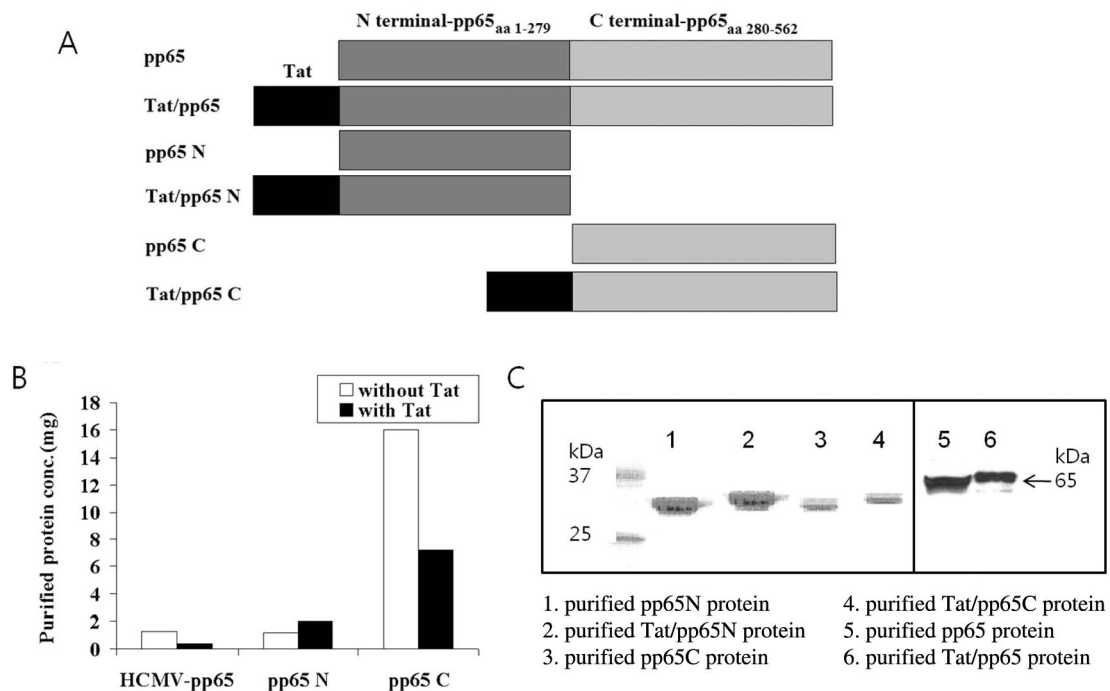 A
N terminal-pp65aa 1-279
C terminal-pp65aa 280-562
pp65
Tat
Tat/pp65
pp65 N
Tat/pp65 N
pp65 C
Tat/pp65 C
B
Purified protein conc.(mg)
without Tat
with Tat
18
16
14
12
10
8
6
4
2
0
HCMV-pp65 pp65 N pp65 C
C
1 2 3 4 5 6
kDa
37
25
kDa
65
1. purified pp65N protein
2. purified Tat/pp65N protein
3. purified pp65C protein
4. purified Tat/pp65C protein
5. purified pp65 protein
6. purified Tat/pp65 protein